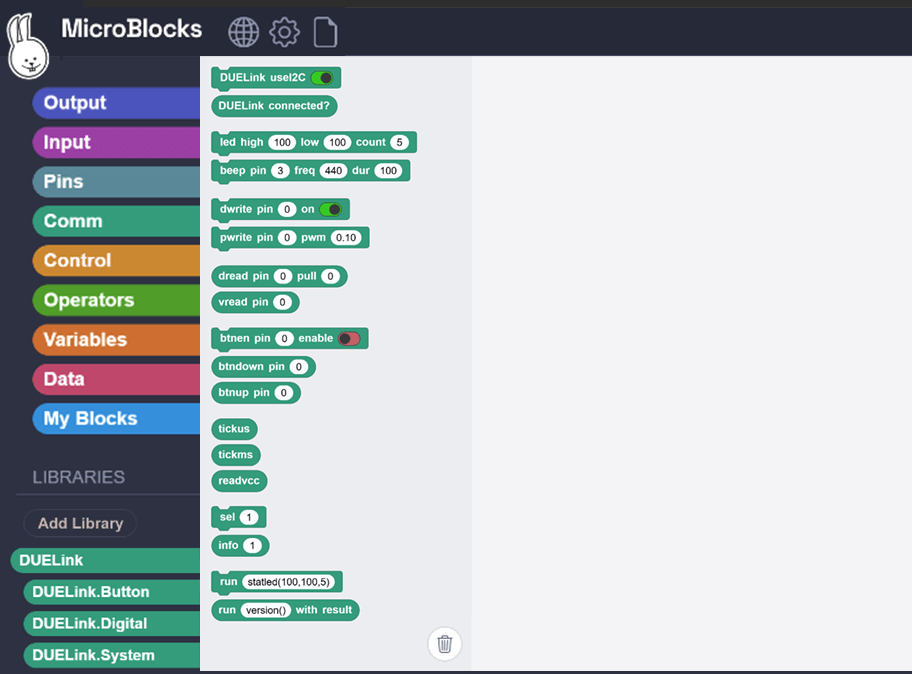 MicroBlocks
Output
Input
Pins
Comm
Control
Operators
Variables
Data
My Blocks
LIBRARIES
Add Library
DUELink
DUELink.Button
DUELink.Digital
DUELink.System
DUELink useI2C
DUELink connected?
led high 100 low 100 count 5
beep pin 3 freq 440 dur 100
dwrite pin 0 on
pwrite pin 0 pwm 0.10
dread pin 0 pull 0
vread pin 0
btnen pin 0 enable
btndown pin 0
btnup pin 0
tickus
tickms
readvcc
sel 1
info 1
run statled(100,100,5)
run version() with result